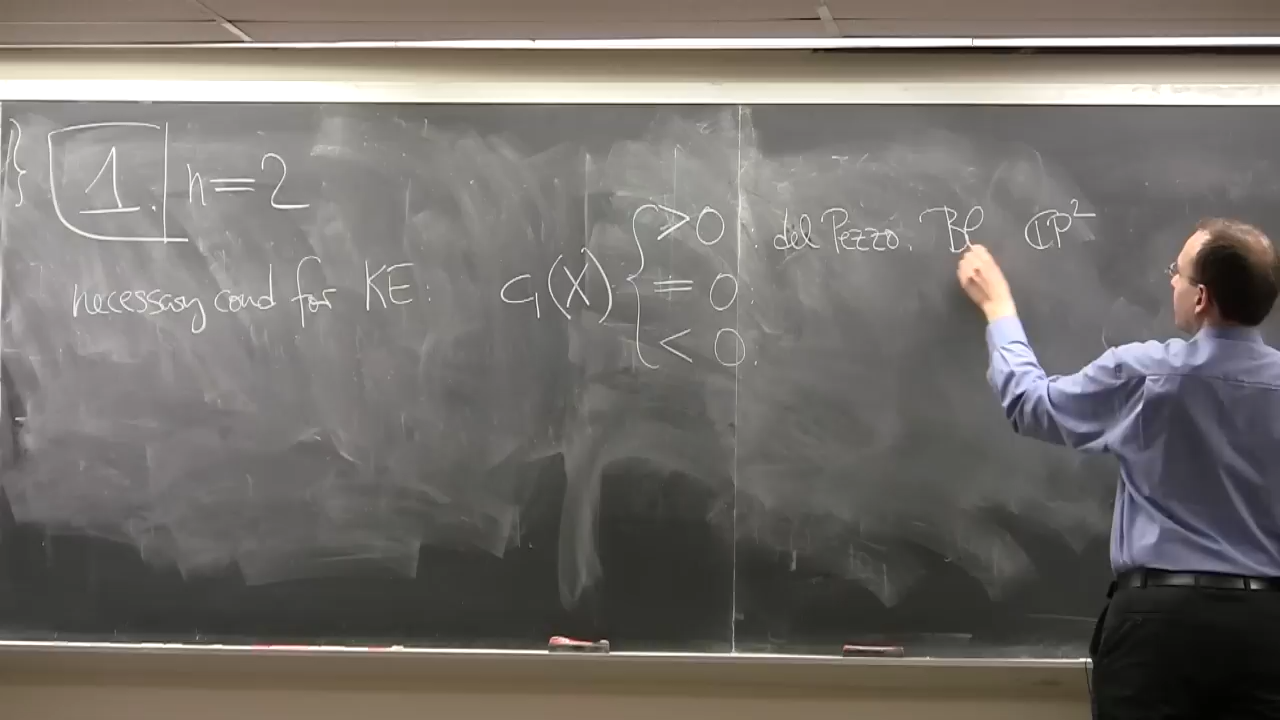 } 1. n=2
necessary cond for KE: c₁(X) { >0. del Pezzo. Bl ℂP²
= 0.
< 0.